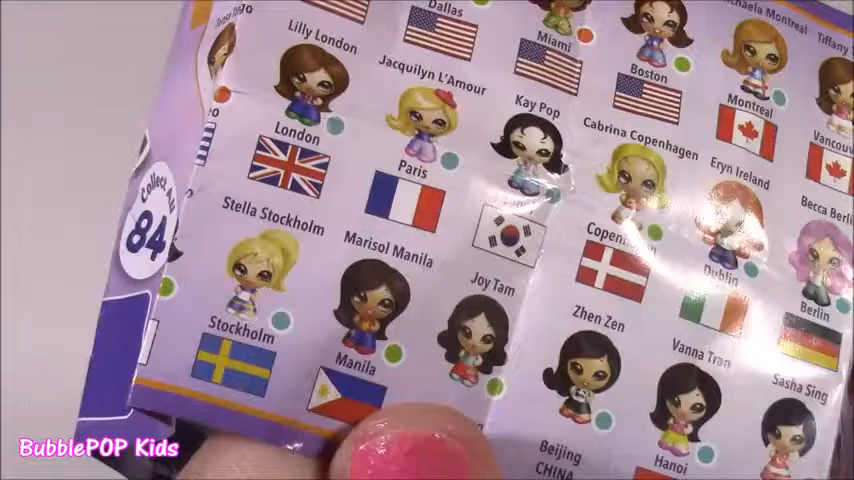 Dallas
Miami
Boston
Michaela Montreal
Tiffany
Lilly London
Jacquilyn L'Amour
Kay Pop
Cabrina Copenhagen
Montreal
London
Paris
Eryn Ireland
Collect All
84
Stella Stockholm
Marisol Manila
Joy Tam
Dublin
Berlin
Stockholm
Manila
Zhen Zen
Vanna Tran
Sasha Sing
Beijing
CHINA
Hanoi
BubblePOP Kids